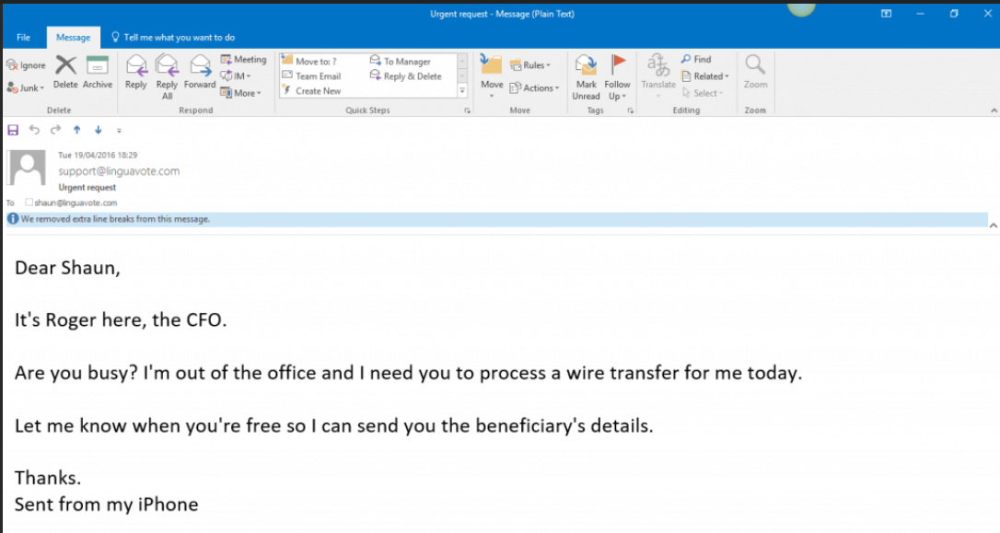 Urgent request - Message (Plain Text)
File Message Tell me what you want to do
Ignore
Junk
Delete Archive
Reply Reply All Forward
Meeting
IM
More
Move to: ? To Manager
Team Email Reply & Delete
Create New
Move
Rules
Actions
Mark Unread Follow Up
Translate
Find
Related
Select
Zoom
Delete Respond Quick Steps Move Tags Editing Zoom
Tue 19/04/2016 18:29
support@linguavote.com
Urgent request
To shaun@linguavote.com
We removed extra line breaks from this message.
Dear Shaun,
It's Roger here, the CFO.
Are you busy? I'm out of the office and I need you to process a wire transfer for me today.
Let me know when you're free so I can send you the beneficiary's details.
Thanks.
Sent from my iPhone